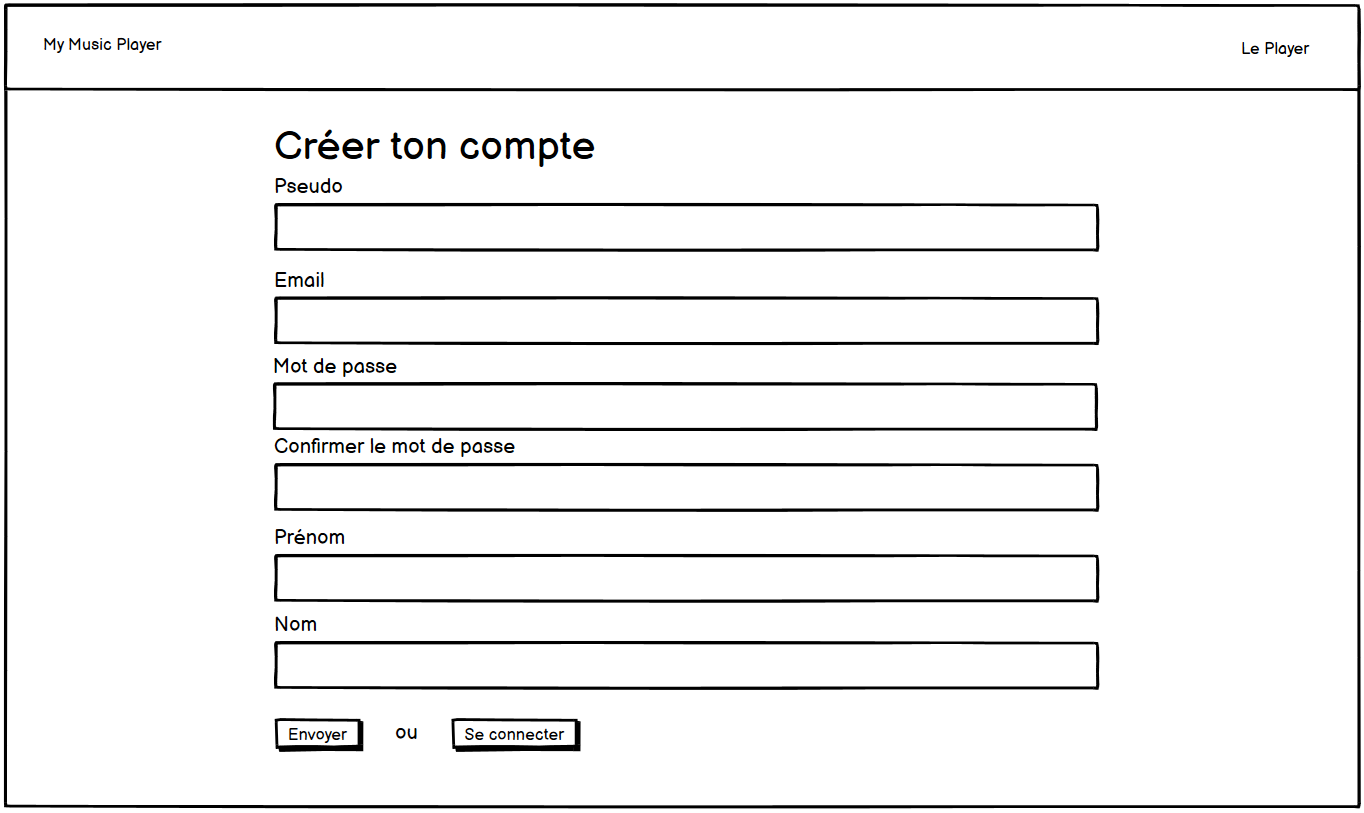 My Music Player
Le Player
Créer ton compte
Pseudo
Email
Mot de passe
Confirmer le mot de passe
Prénom
Nom
Envoyer ou Se connecter